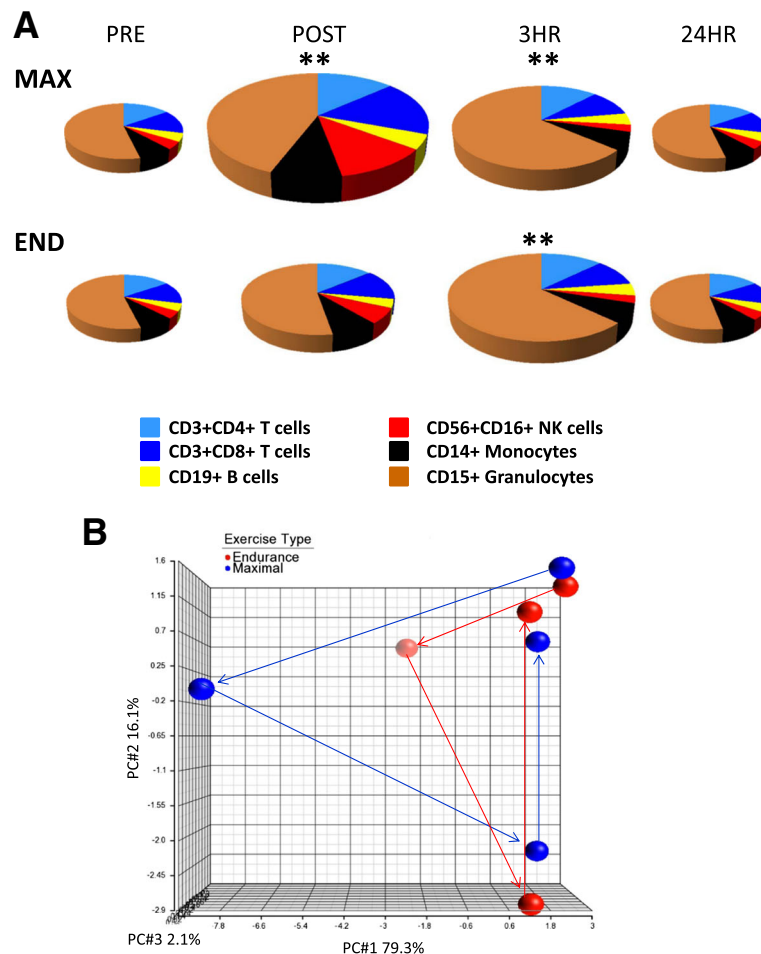 A
PRE POST 3HR 24HR
** **
MAX
END
**
CD3+CD4+ T cells CD56+CD16+ NK cells
CD3+CD8+ T cells CD14+ Monocytes
CD19+ B cells CD15+ Granulocytes
B
Exercise Type
Endurance
Maximal
1.6
1.15
0.7
0.25
-0.2
-0.65
-1.1
-1.55
-2.0
-2.45
-2.9
PC#2 16.1%
7.8 -6.6 -5.4 -4.2 -3 -1.8 -0.6 0.6 1.8 3
PC#3 2.1%
PC#1 79.3%